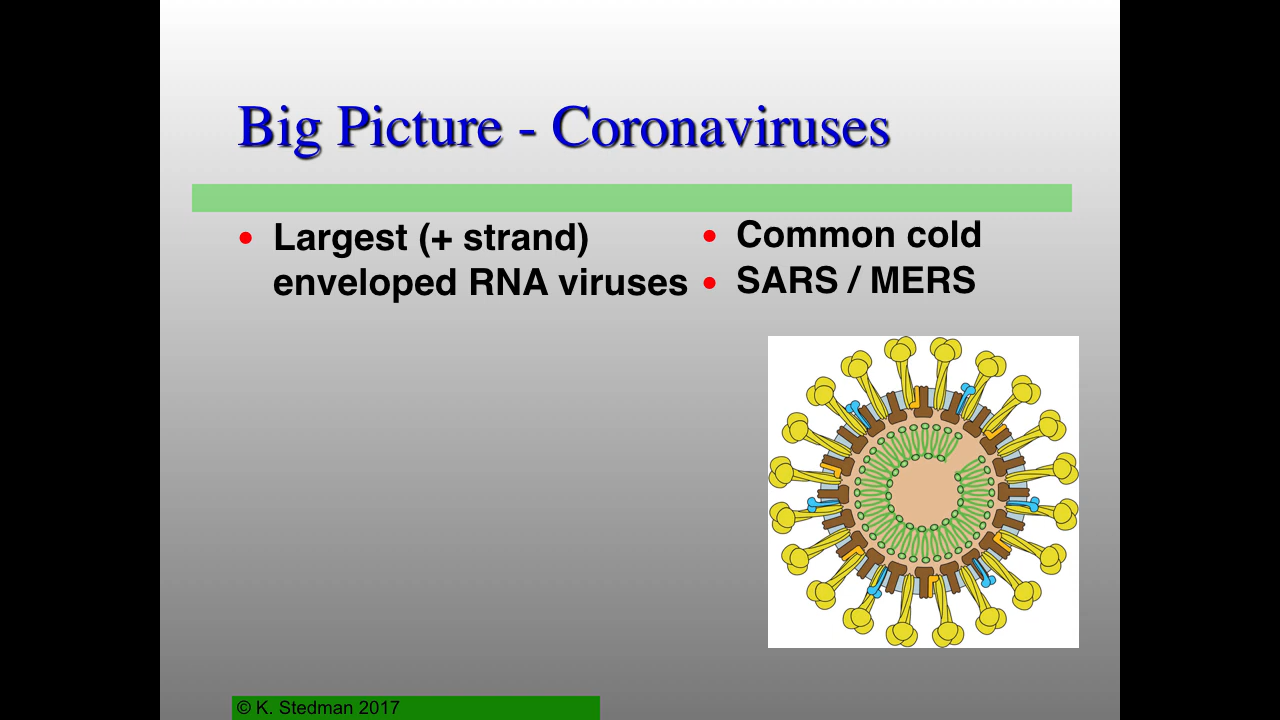 Big Picture - Coronaviruses
• Largest (+ strand)
enveloped RNA viruses
• Common cold
• SARS / MERS
© K. Stedman 2017